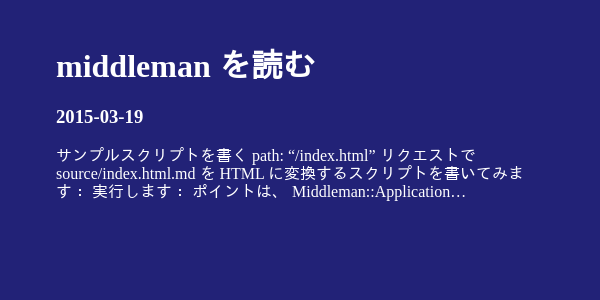 middleman を読む
2015-03-19
サンプルスクリプトを書く path: “/index.html” リクエストで
source/index.html.md を HTML に変換するスクリプトを書いてみま
す： 実行します： ポイントは、 Middleman::Application…